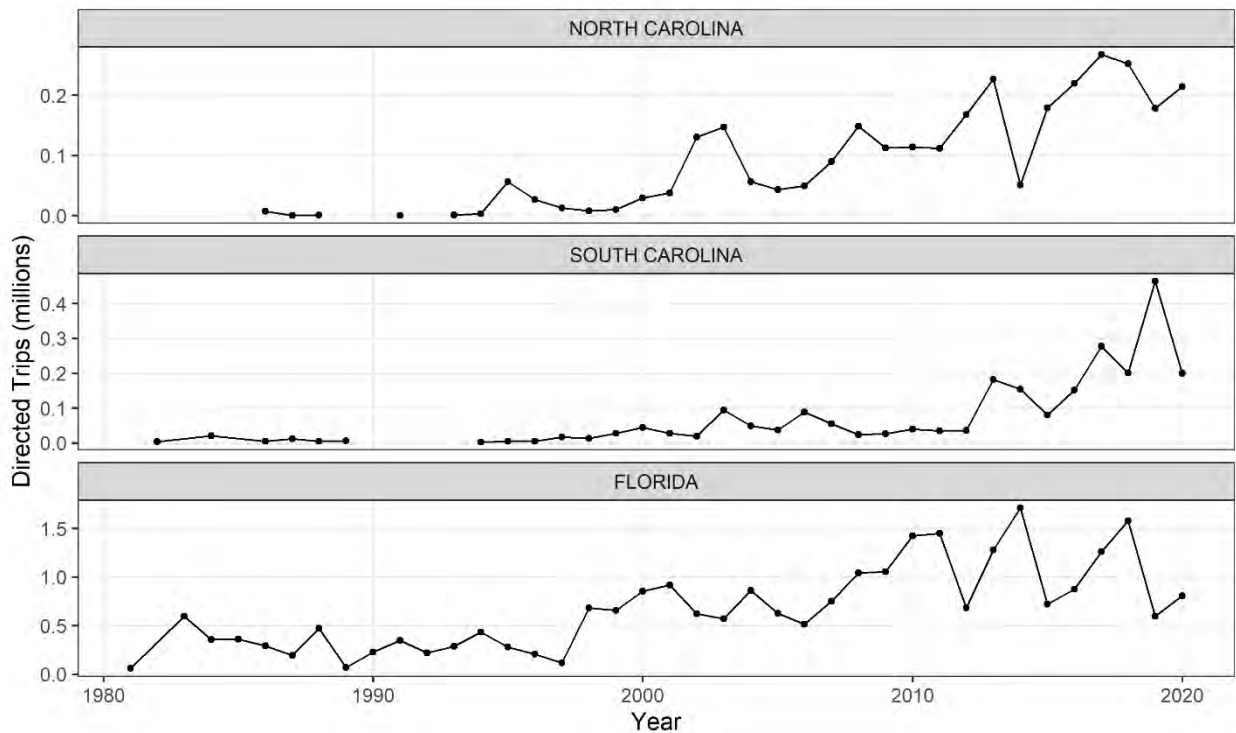 NORTH CAROLINA
0.2
0.1
0.0
SOUTH CAROLINA
0.4
0.3
0.2
0.1
0.0
Directed Trips (millions)
FLORIDA
1.5
1.0
0.5
0.0
1980 1990 2000 2010 2020
Year